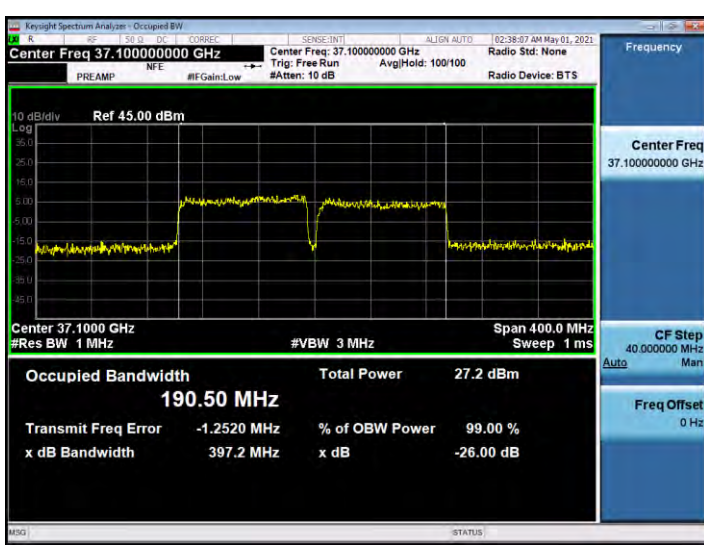 Keysight Spectrum Analyzer - Occupied BW
R RF 50 Ω DC CORREC SENSE:INT ALIGN AUTO 02:38:07 AM May 01, 2021
Center Freq 37.100000000 GHz
NFE
PREAMP #IFGain:Low
Center Freq: 37.100000000 GHz
Trig: Free Run Avg|Hold: 100/100
#Atten: 10 dB
Radio Std: None
Radio Device: BTS
10 dB/div Ref 45.00 dBm
Log
35.0
25.0
15.0
5.00
-5.00
-15.0
-25.0
-35.0
-45.0
Center 37.1000 GHz Span 400.0 MHz
#Res BW 1 MHz #VBW 3 MHz Sweep 1 ms
Occupied Bandwidth Total Power 27.2 dBm
190.50 MHz
Transmit Freq Error -1.2520 MHz % of OBW Power 99.00 %
x dB Bandwidth 397.2 MHz x dB -26.00 dB
Frequency
Center Freq
37.100000000 GHz
CF Step
40.000000 MHz
Auto Man
Freq Offset
0 Hz
MSG STATUS